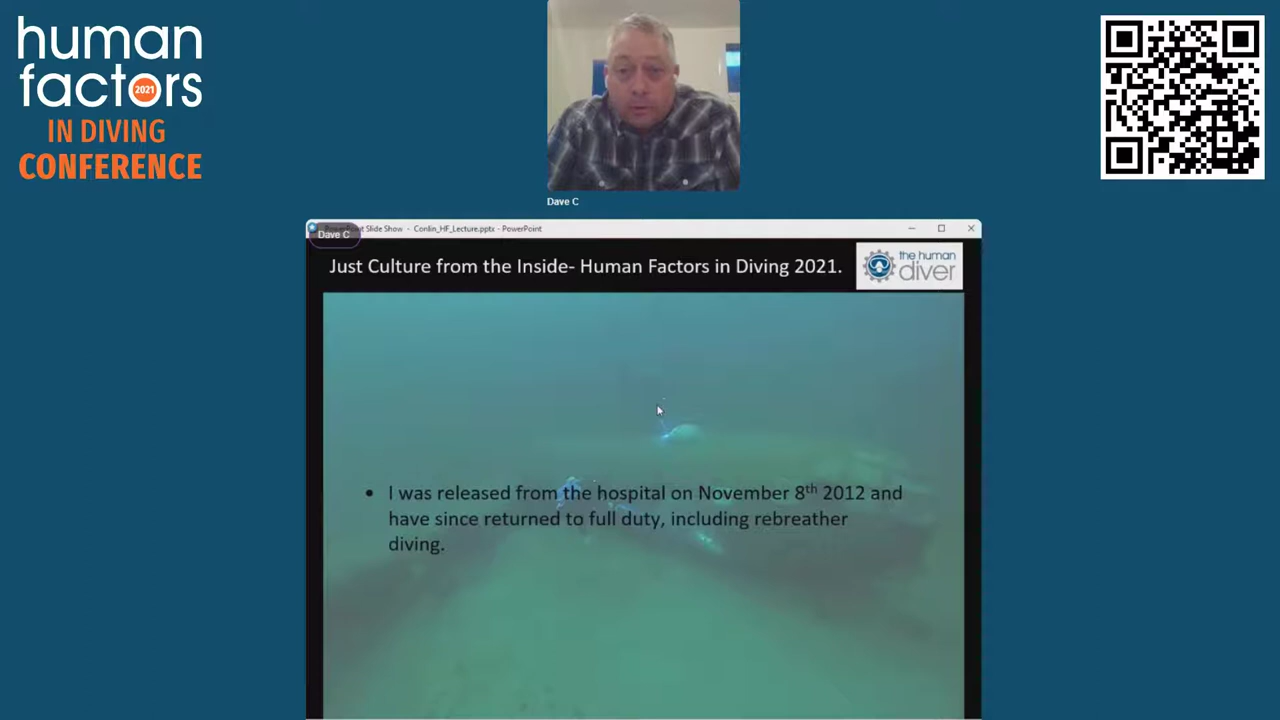 human
factors
2021
IN DIVING
CONFERENCE
Dave C
PowerPoint Slide Show - Conlin_HF_Lecture.pptx - PowerPoint
Dave C
Just Culture from the Inside- Human Factors in Diving 2021.
the human
diver
• I was released from the hospital on November 8th 2012 and
have since returned to full duty, including rebreather
diving.